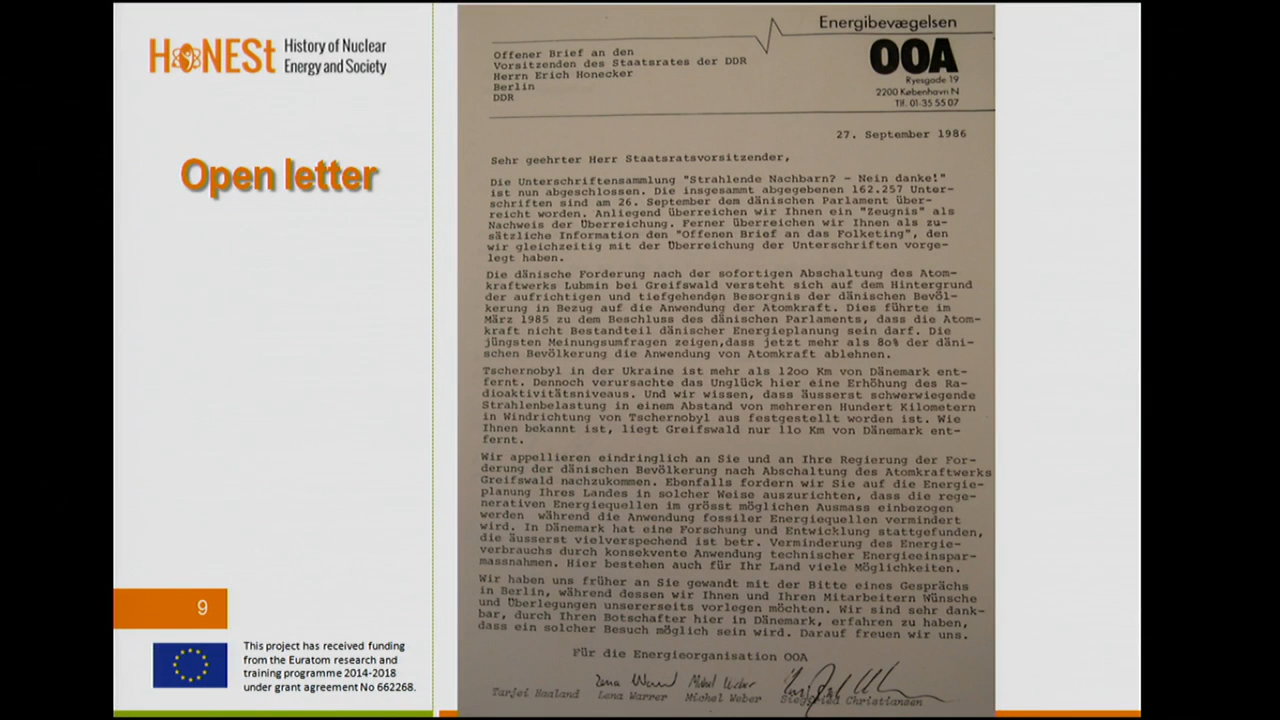 HoNESt
History of Nuclear
Energy and Society
Open letter
Energibevægelsen
OOA
Ryesgade 19
2200 København N
Tlf. 01-35 55 07
Offener Brief an den
Vorsitzenden des Staatsrates der DDR
Herrn Erich Honecker
Berlin
DDR
27. September 1986
Sehr geehrter Herr Staatsratsvorsitzender,
Die Unterschriftensammlung "Strahlende Nachbarn? - Nein danke!"
ist nun abgeschlossen. Die insgesammt abgegebenen 162.257 Unter-
schriften sind am 26. September dem dänischen Parlament über-
reicht worden. Anliegend überreichen wir Ihnen ein "Zeugnis" als
Nachweis der Überreichung. Ferner überreichen wir Ihnen als zu-
sätzliche Information den "Offenen Brief an das Folketing", den
wir gleichzeitig mit der Überreichung der Unterschriften vorge-
legt haben.
Die dänische Forderung nach der sofortigen Abschaltung des Atom-
kraftwerks Lubmin bei Greifswald versteht sich auf dem Hintergrund
der aufrichtigen und tiefgehenden Besorgnis der dänischen Bevöl-
kerung in Bezug auf die Anwendung der Atomkraft. Dies führte im
März 1985 zu dem Beschluss des dänischen Parlaments, dass die Atom-
kraft nicht Bestandteil dänischer Energieplanung sein darf. Die
jüngsten Meinungsumfragen zeigen,dass jetzt mehr als 80% der däni-
schen Bevölkerung die Anwendung von Atomkraft ablehnen.
Tschernobyl in der Ukraine ist mehr als 12oo Km von Dänemark ent-
fernt. Dennoch verursachte das Unglück hier eine Erhöhung des Ra-
dioaktivitätsniveaus. Und wir wissen, dass äusserst schwerwiegende
Strahlenbelastung in einem Abstand von mehreren Hundert Kilometern
in Windrichtung von Tschernobyl aus festgestellt worden ist. Wie
Ihnen bekannt ist, liegt Greifswald nur 11o Km von Dänemark ent-
fernt.
Wir appellieren eindringlich an Sie und an Ihre Regierung der For-
derung der dänischen Bevölkerung nach Abschaltung des Atomkraftwerks
Greifswald nachzukommen. Ebenfalls fordern wir Sie auf die Energie-
planung Ihres Landes in solcher Weise auszurichten, dass die rege-
nerativen Energiequellen im grösst möglichen Ausmass einbezogen
werden während die Anwendung fossiler Energiequellen vermindert
wird. In Dänemark hat eine Forschung und Entwicklung stattgefunden,
die äusserst vielverspechend ist betr. Verminderung des Energie-
verbrauchs durch konsekvente Anwendung technischer Energieeinspar-
massnahmen. Hier bestehen auch für Ihr Land viele Möglichkeiten.
Wir haben uns früher an Sie gewandt mit der Bitte eines Gesprächs
in Berlin, während dessen wir Ihnen und Ihren Mitarbeitern Wünsche
und Überlegungen unsererseits vorlegen möchten. Wir sind sehr dank-
bar, durch Ihren Botschafter hier in Dänemark, erfahren zu haben,
dass ein solcher Besuch möglich sein wird. Darauf freuen wir uns.
Für die Energieorganisation OOA
Tarjei Haaland Lena Warrer Michel Weber Siegfried Christiansen
9
This project has received funding
from the Euratom research and
training programme 2014-2018
under grant agreement No 662268.